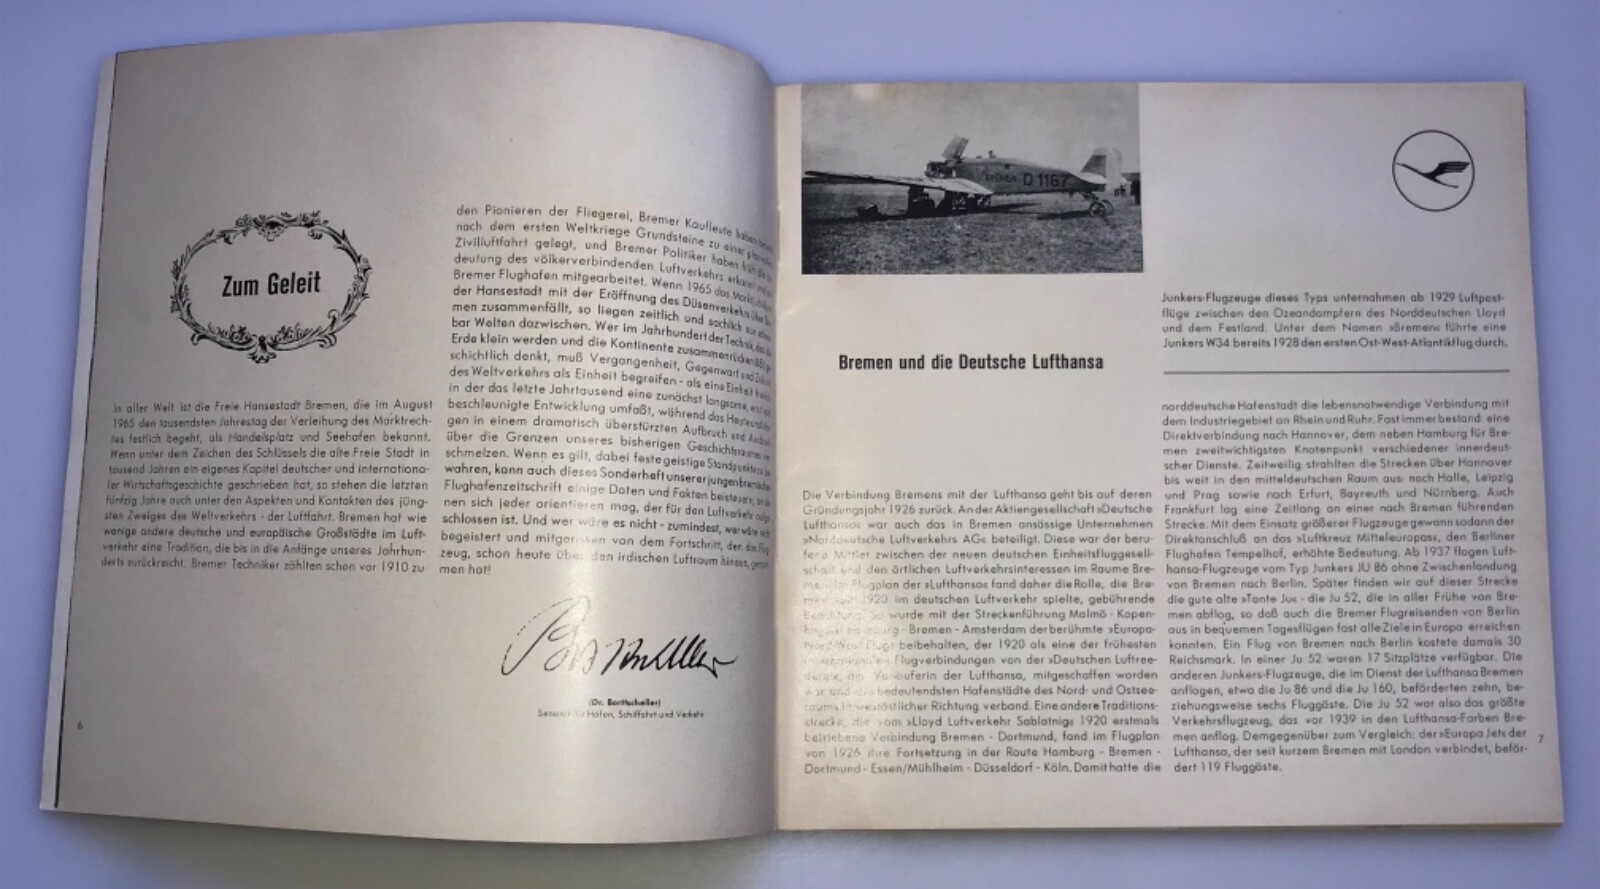 Zum Geleit
In aller Welt ist die Freie Hansestadt Bremen, die im August
1965 den tausendsten Jahrestag der Verleihung des Marktrech-
tes festlich begeht, als Handelsplatz und Seehafen bekannt.
Wenn unter dem Zeichen des Schlüssels die alte Freie Stadt in
tausend Jahren ein eigenes Kapitel deutscher und internationa-
ler Wirtschaftsgeschichte geschrieben hat, so stehen die letzten
fünfzig Jahre auch unter den Aspekten und Kontakten des jüng-
sten Zweiges des Weltverkehrs - der Luftfahrt. Bremen hat wie
wenige andere deutsche und europäische Großstädte im Luft-
verkehr eine Tradition, die bis in die Anfänge unseres Jahrhun-
derts zurückreicht. Bremer Techniker zählten schon vor 1910 zu
den Pionieren der Fliegerei, Bremer Kaufleute haben
nach dem ersten Weltkriege Grundsteine zu einer
Ziviluftfahrt gelegt, und Bremer Politiker haben früh die
deutung des völkerverbindenden Luftverkehrs erkannt
Bremer Flughafen mitgearbeitet. Wenn 1965 das
der Hansestadt mit der Eröffnung des Düsenverkehrs über
men zusammenfällt, so liegen zeitlich und sachlich
bar Welten dazwischen. Wer im Jahrhundert der Technik,
Erde klein werden und die Kontinente zusammenrücken läßt,
schichtlich denkt, muß Vergangenheit, Gegenwart und
des Weltverkehrs als Einheit begreifen - als eine Einheit
in der das letzte Jahrtausend eine zunächst langsame,
beschleunigte Entwicklung umfaßt, während das Heute
gen in einem dramatisch überstürzten Aufbruch und
über die Grenzen unseres bisherigen
schmelzen. Wenn es gilt, dabei feste geistige Standpunkte zu
wahren, kann auch dieses Sonderheft unserer jungen bremischen
Flughafenzeitschrift einige Daten und Fakten beisteuern, an
nen sich jeder orientieren mag, der für den Luftverkehr
schlossen ist. Und wer wäre es nicht - zumindest, wer wäre nicht
begeistert und mitgerissen von dem Fortschritt, den das Flug-
zeug, schon heute über den irdischen Luftraum hinaus, genom-
men hat!
(Dr. Borttscheller)
Senator für Häfen, Schiffahrt und Verkehr
6
BREMEN D 1167
Junkers-Flugzeuge dieses Typs unternahmen ab 1929 Luftpost-
flüge zwischen den Ozeandampfern des Norddeutschen Lloyd
und dem Festland. Unter dem Namen »Bremen« führte eine
Junkers W34 bereits 1928 den ersten Ost-West-Atlantikflug durch.
Bremen und die Deutsche Lufthansa
Die Verbindung Bremens mit der Lufthansa geht bis auf deren
Gründungsjahr 1926 zurück. An der Aktiengesellschaft »Deutsche
Lufthansa« war auch das in Bremen ansässige Unternehmen
»Norddeutsche Luftverkehrs AG« beteiligt. Diese war der beru-
fene Mittler zwischen der neuen deutschen Einheitsfluggesell-
schaft und den örtlichen Luftverkehrsinteressen im Raume Bre-
men. Im Flugplan der »Lufthansa« fand daher die Rolle, die Bre-
men seit 1920 im deutschen Luftverkehr spielte, gebührende
Beachtung. So wurde mit der Streckenführung Malmö - Kopen-
hagen - Hamburg - Bremen - Amsterdam der berühmte »Europa-
Nord-West-Flug« beibehalten, der 1920 als eine der frühesten
internationalen Flugverbindungen von der »Deutschen Luftree-
derei«, der Vorläuferin der Lufthansa, mitgeschaffen worden
war und die bedeutendsten Hafenstädte des Nord- und Ostsee-
raums in westöstlicher Richtung verband. Eine andere Traditions-
strecke, die vom »Lloyd Luftverkehr Sablatnig« 1920 erstmals
betriebene Verbindung Bremen - Dortmund, fand im Flugplan
von 1926 ihre Fortsetzung in der Route Hamburg - Bremen -
Dortmund - Essen/Mühlheim - Düsseldorf - Köln. Damit hatte die
norddeutsche Hafenstadt die lebensnotwendige Verbindung mit
dem Industriegebiet an Rhein und Ruhr. Fast immer bestand eine
Direktverbindung nach Hannover, dem neben Hamburg für Bre-
men zweitwichtigsten Knotenpunkt verschiedener innerdeut-
scher Dienste. Zeitweilig strahlten die Strecken über Hannover
bis weit in den mitteldeutschen Raum aus: nach Halle, Leipzig
und Prag sowie nach Erfurt, Bayreuth und Nürnberg. Auch
Frankfurt lag eine Zeitlang an einer nach Bremen führenden
Strecke. Mit dem Einsatz größerer Flugzeuge gewann sodann der
Direktanschluß an das »Luftkreuz Mitteleuropas«, den Berliner
Flughafen Tempelhof, erhöhte Bedeutung. Ab 1937 flogen Luft-
hansa-Flugzeuge vom Typ Junkers JU 86 ohne Zwischenlandung
von Bremen nach Berlin. Später finden wir auf dieser Strecke
die gute alte »Tante Ju« - die Ju 52, die in aller Frühe von Bre-
men abflog, so daß auch die Bremer Flugreisenden von Berlin
aus in bequemen Tagesflügen fast alle Ziele in Europa erreichen
konnten. Ein Flug von Bremen nach Berlin kostete damals 30
Reichsmark. In einer Ju 52 waren 17 Sitzplätze verfügbar. Die
anderen Junkers-Flugzeuge, die im Dienst der Lufthansa Bremen
anflogen, etwa die Ju 86 und die Ju 160, beförderten zehn, be-
ziehungsweise sechs Fluggäste. Die Ju 52 war also das größte
Verkehrsflugzeug, das vor 1939 in den Lufthansa-Farben Bre-
men anflog. Demgegenüber zum Vergleich: der »Europa Jet« der
Lufthansa, der seit kurzem Bremen mit London verbindet, beför-
dert 119 Fluggäste.
7